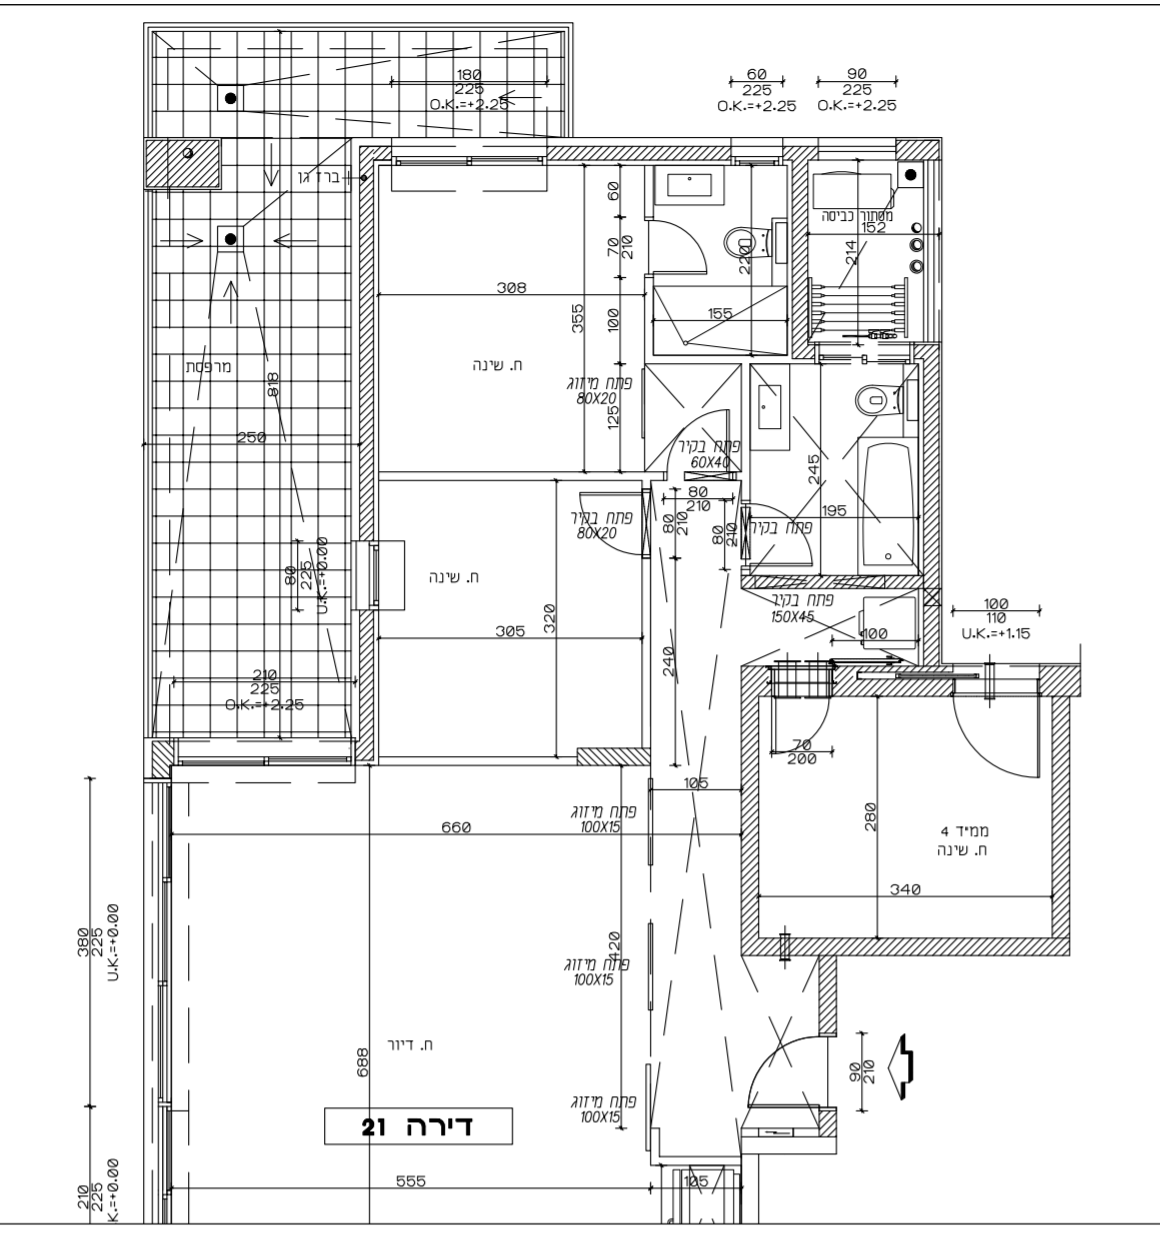 180
225
O.K.=+2.25
60
225
O.K.=+2.25
90
225
O.K.=+2.25
ברז גן
מסתור כביסה
152
214
60
70
210
220
308
355
100
155
ח. שינה
מרפסת
818
פתח מיזוג
80X20
125
250
פתח בקיר
60X40
245
80
210
80
210
80
210
195
פתח בקיר
80X20
פתח בקיר
80
225
U.K.=+0.00
ח. שינה
305
320
240
פתח בקיר
150X45
100
100
110
U.K.=+1.15
210
225
O.K.=+2.25
70
200
105
660
פתח מיזוג
100X15
280
ממ״ד 4
ח. שינה
340
380
225
U.K.=+0.00
420
פתח מיזוג
100X15
ח. דיור
688
90
210
פתח מיזוג
100X15
דירה 21
210
225
K.=+0.00
555
105